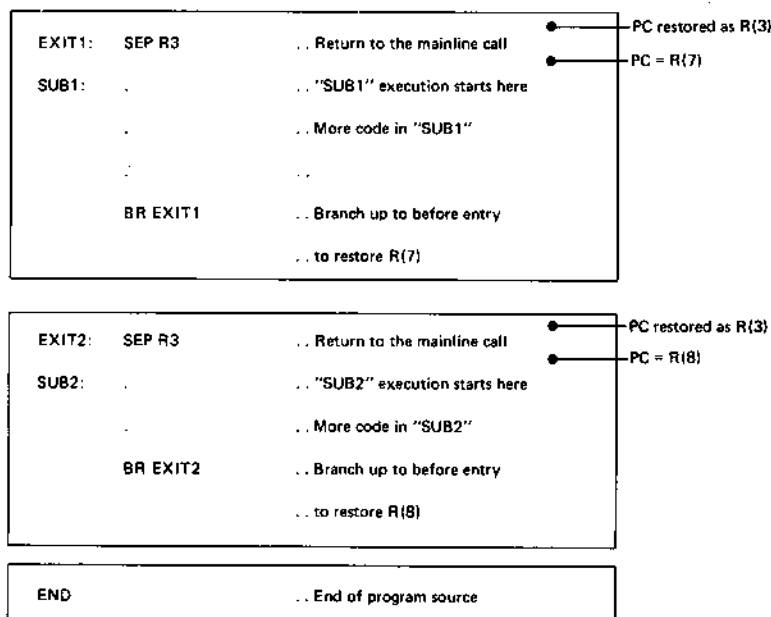 PC restored as R(3)
EXIT1: SEP R3 .. Return to the mainline call
PC = R(7)
SUB1: . .. "SUB1" execution starts here
. .. More code in "SUB1"
. ..
BR EXIT1 .. Branch up to before entry
.. to restore R(7)
PC restored as R(3)
EXIT2: SEP R3 .. Return to the mainline call
PC = R(8)
SUB2: . .. "SUB2" execution starts here
. .. More code in "SUB2"
BR EXIT2 .. Branch up to before entry
.. to restore R(8)
END .. End of program source